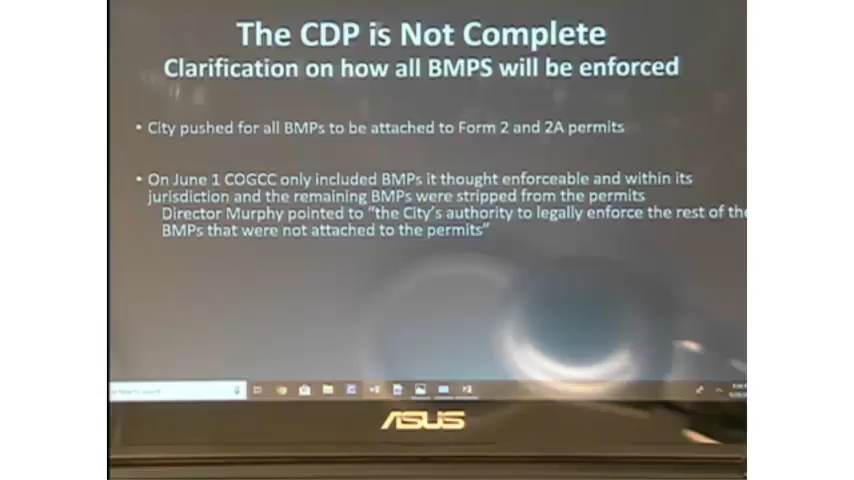 The CDP is Not Complete
Clarification on how all BMPS will be enforced
• City pushed for all BMPs to be attached to Form 2 and 2A permits
• On June 1 COGCC only included BMPs it thought enforceable and within its
jurisdiction and the remaining BMPs were stripped from the permits
Director Murphy pointed to "the City's authority to legally enforce the rest of the
BMPs that were not attached to the permits"
ASUS